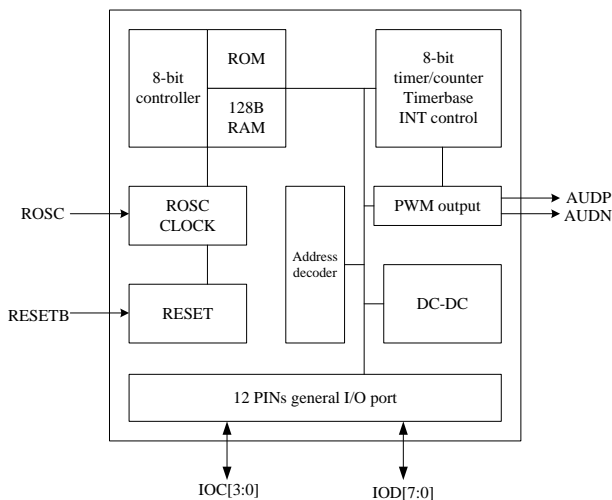 8-bit
controller
ROM
128B
RAM
8-bit
timer/counter
Timerbase
INT control
ROSC
ROSC
CLOCK
PWM output
AUDP
AUDN
Address
decoder
RESETB
RESET
DC-DC
12 PINs general I/O port
IOC[3:0]
IOD[7:0]